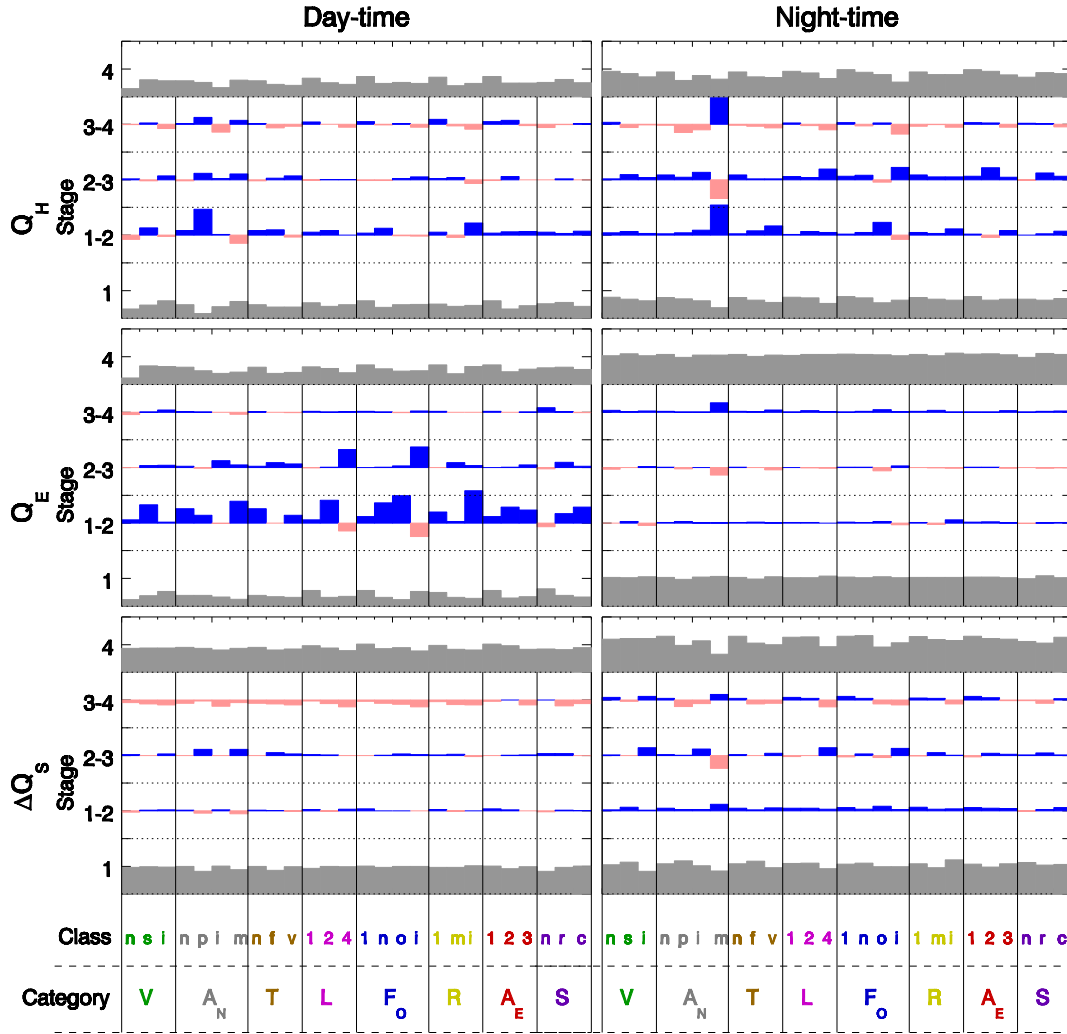 Day-time Night-time
4
3-4
2-3
1-2
1
Q_H
Stage
4
3-4
2-3
1-2
1
Q_E
Stage
4
3-4
2-3
1-2
1
ΔQ_S
Stage
Class n s i n p i m n f v 1 2 4 1 n o i 1 m i 1 2 3 n r c n s i n p i m n f v 1 2 4 1 n o i 1 m i 1 2 3 n r c
Category V A_N T L F_O R A_E S V A_N T L F_O R A_E S